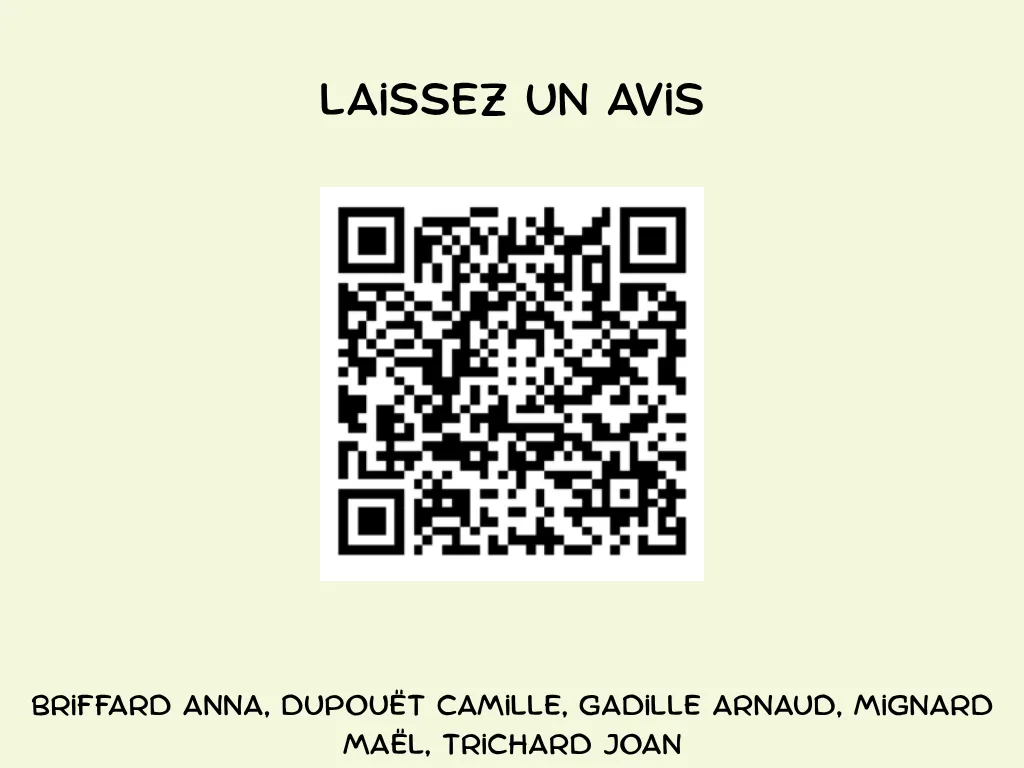 LAiSSEZ UN AViS
BRiFFARD ANNA, DUPOUËT CAMiLLE, GADiLLE ARNAUD, MiGNARD
MAËL, TRiCHARD JOAN